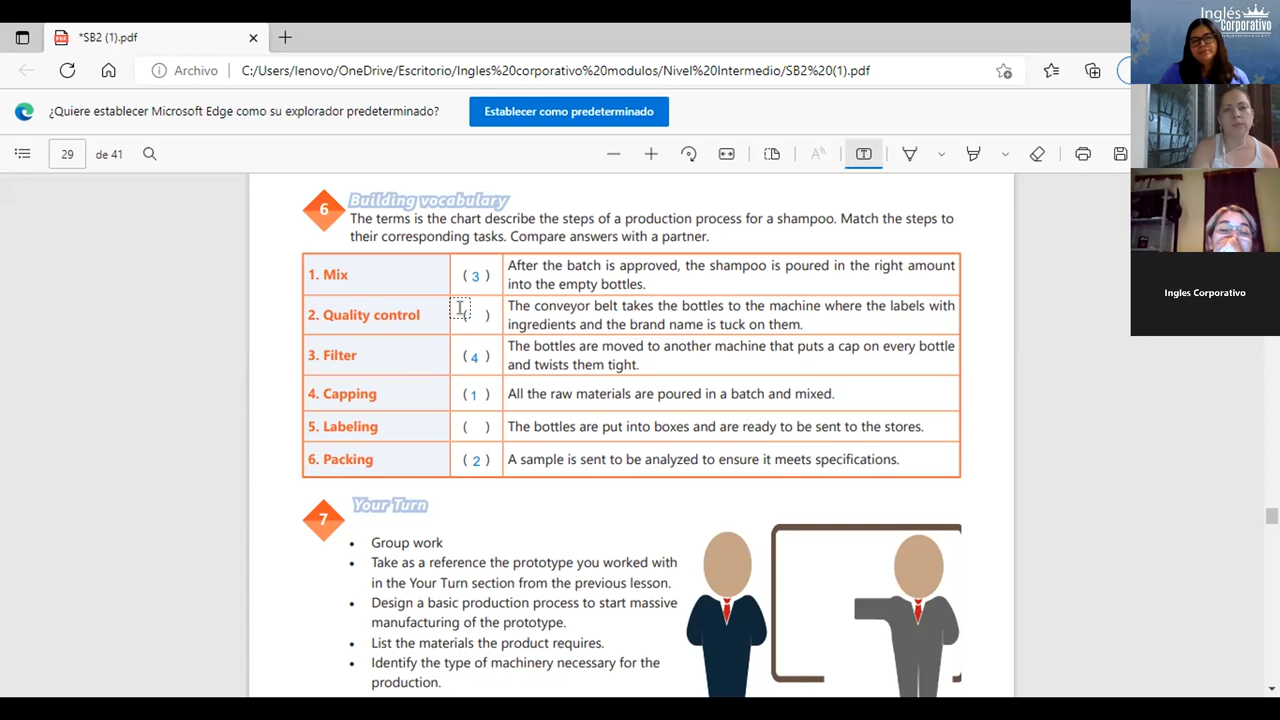 *SB2 (1).pdf
Archivo
C:/Users/lenovo/OneDrive/Escritorio/Ingles%20corporativo%20modulos/Nivel%20Intermedio/SB2%20(1).pdf
¿Quiere establecer Microsoft Edge como su explorador predeterminado?
Establecer como predeterminado
29 de 41
6 Building vocabulary
The terms is the chart describe the steps of a production process for a shampoo. Match the steps to
their corresponding tasks. Compare answers with a partner.
1. Mix ( 3 ) After the batch is approved, the shampoo is poured in the right amount
into the empty bottles.
2. Quality control ( ) The conveyor belt takes the bottles to the machine where the labels with
ingredients and the brand name is tuck on them.
3. Filter ( 4 ) The bottles are moved to another machine that puts a cap on every bottle
and twists them tight.
4. Capping ( 1 ) All the raw materials are poured in a batch and mixed.
5. Labeling ( ) The bottles are put into boxes and are ready to be sent to the stores.
6. Packing ( 2 ) A sample is sent to be analyzed to ensure it meets specifications.
7 Your Turn
• Group work
• Take as a reference the prototype you worked with
in the Your Turn section from the previous lesson.
• Design a basic production process to start massive
manufacturing of the prototype.
• List the materials the product requires.
• Identify the type of machinery necessary for the
production.
Inglés
Corporativo
Ingles Corporativo